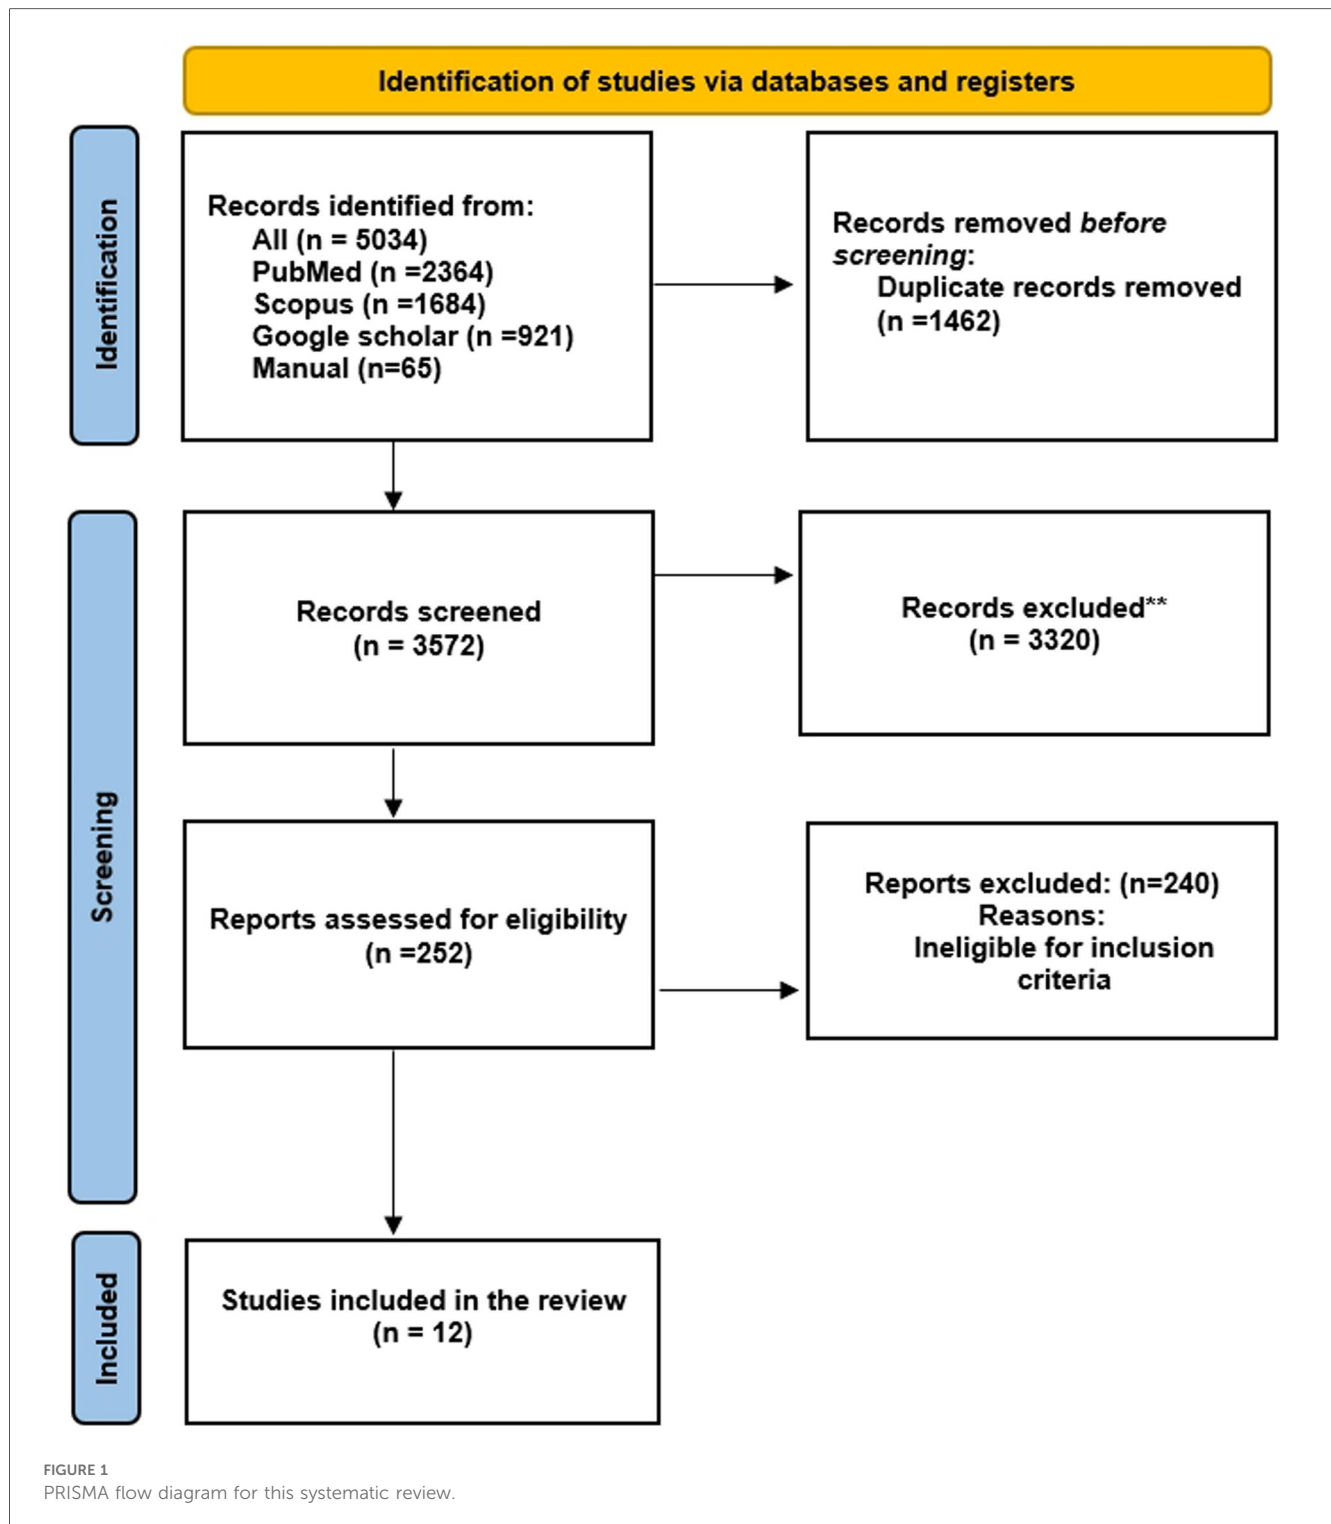 Identification of studies via databases and registers
Identification
Records identified from:
All (n = 5034)
PubMed (n =2364)
Scopus (n =1684)
Google scholar (n =921)
Manual (n=65)
Records removed before
screening:
Duplicate records removed
(n =1462)
Screening
Records screened
(n = 3572)
Records excluded**
(n = 3320)
Reports assessed for eligibility
(n =252)
Reports excluded: (n=240)
Reasons:
Ineligible for inclusion
criteria
Included
Studies included in the review
(n = 12)
FIGURE 1
PRISMA flow diagram for this systematic review.